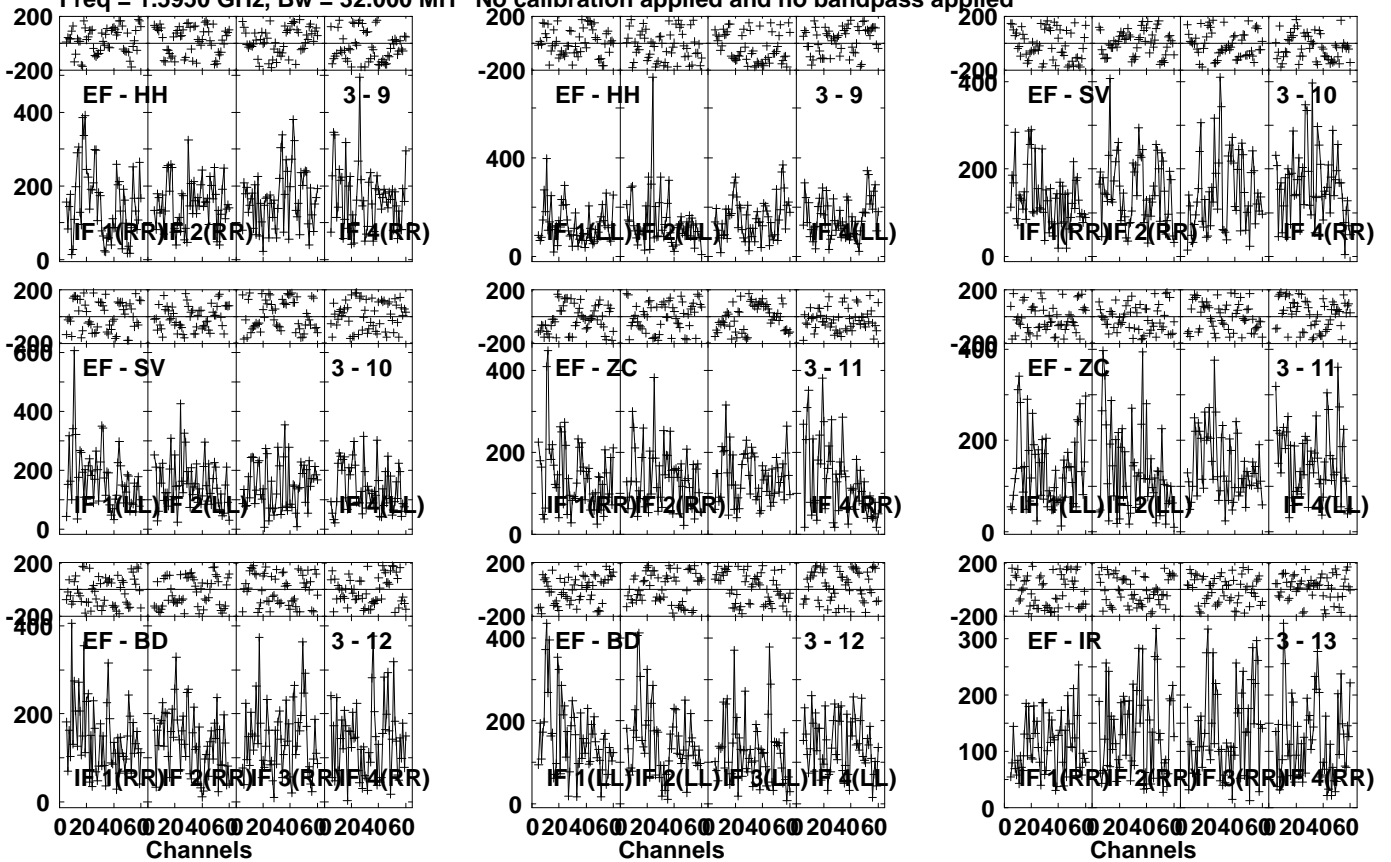 Freq = 1.5950 GHz, Bw = 32.000 MH No calibration applied and no bandpass applied
200
-200
EF - HH 3 - 9
400
200
0
IF 1(RR) IF 2(RR) IF 4(RR)
200
-200
EF - HH 3 - 9
400
0
IF 1(LL) IF 2(LL) IF 4(LL)
200
-200
EF - SV 3 - 10
400
200
0
IF 1(RR) IF 2(RR) IF 4(RR)
200
-200
600
EF - SV 3 - 10
400
200
0
IF 1(LL) IF 2(LL) IF 4(LL)
200
-200
EF - ZC 3 - 11
400
200
0
IF 1(RR) IF 2(RR) IF 4(RR)
200
-200
400
EF - ZC 3 - 11
200
0
IF 1(LL) IF 2(LL) IF 4(LL)
200
-200
400
EF - BD 3 - 12
200
0
IF 1(RR) IF 2(RR) IF 3(RR) IF 4(RR)
0 20 40 60 0 20 40 60 0 20 40 60 0 20 40 60
Channels
200
-200
EF - BD 3 - 12
400
200
0
IF 1(LL) IF 2(LL) IF 3(LL) IF 4(LL)
0 20 40 60 0 20 40 60 0 20 40 60 0 20 40 60
Channels
200
-200
EF - IR 3 - 13
300
200
100
0
IF 1(RR) IF 2(RR) IF 3(RR) IF 4(RR)
0 20 40 60 0 20 40 60 0 20 40 60 0 20 40 60
Channels